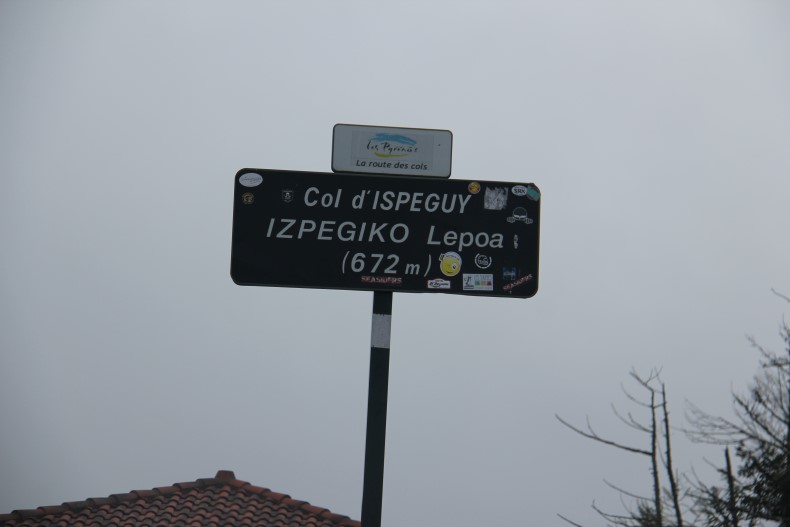 Les Pyrénées
La route des cols
Col d'ISPEGUY
IZPEGIKO Lepoa
(672 m)